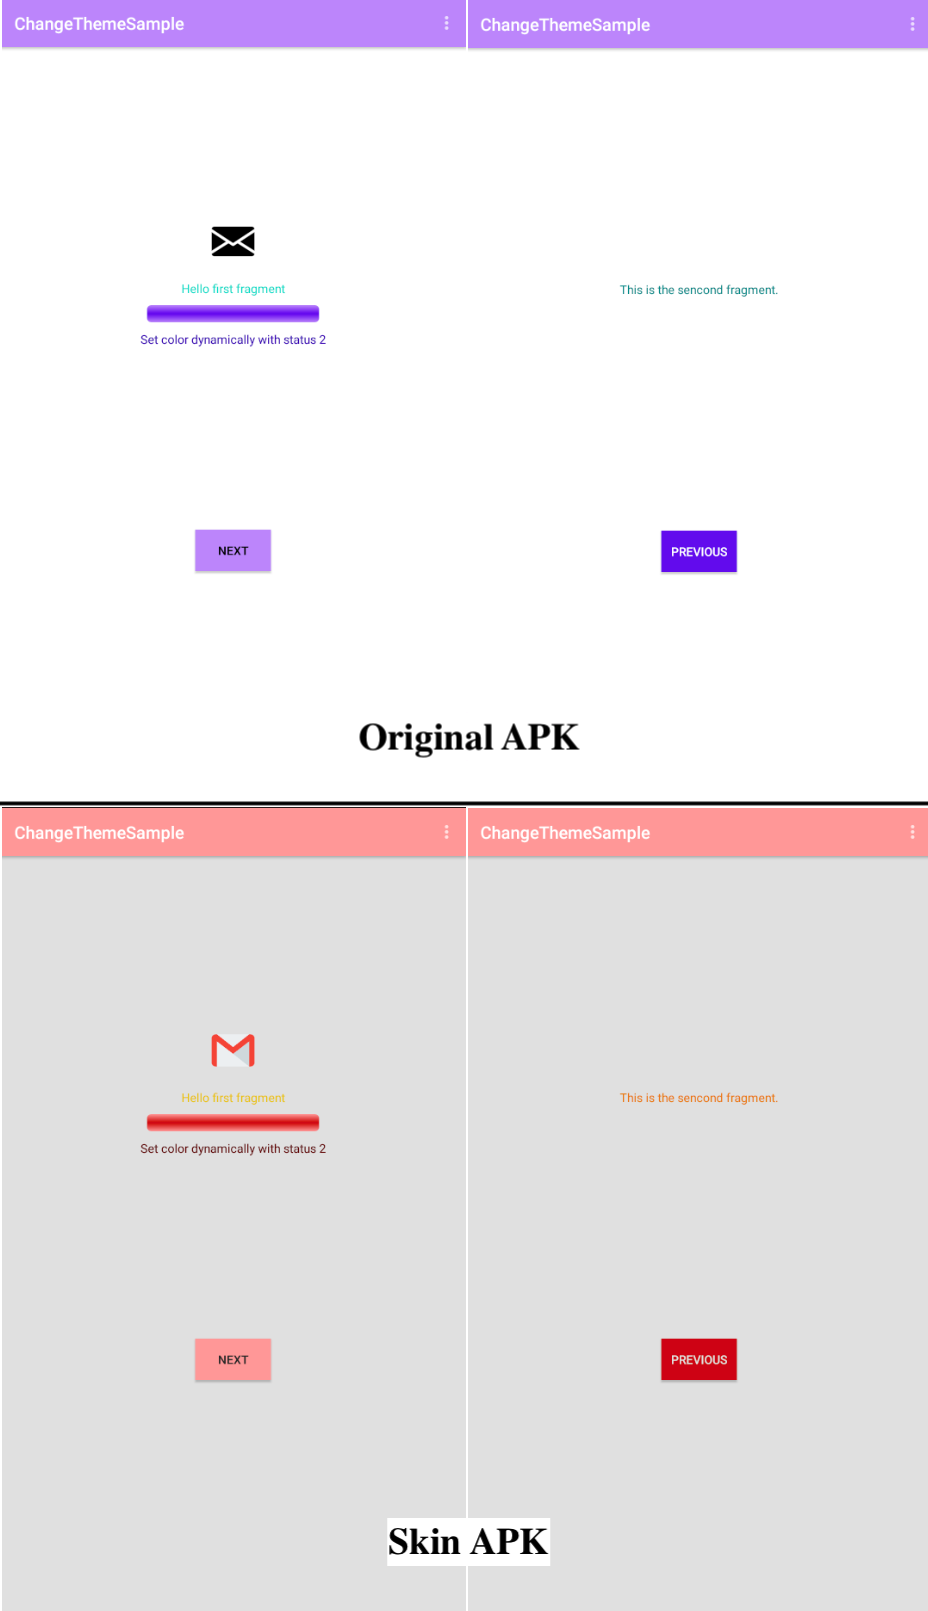 ChangeThemeSample
ChangeThemeSample
Hello first fragment
This is the sencond fragment.
Set color dynamically with status 2
NEXT
PREVIOUS
Original APK
ChangeThemeSample
ChangeThemeSample
Hello first fragment
This is the sencond fragment.
Set color dynamically with status 2
NEXT
PREVIOUS
Skin APK